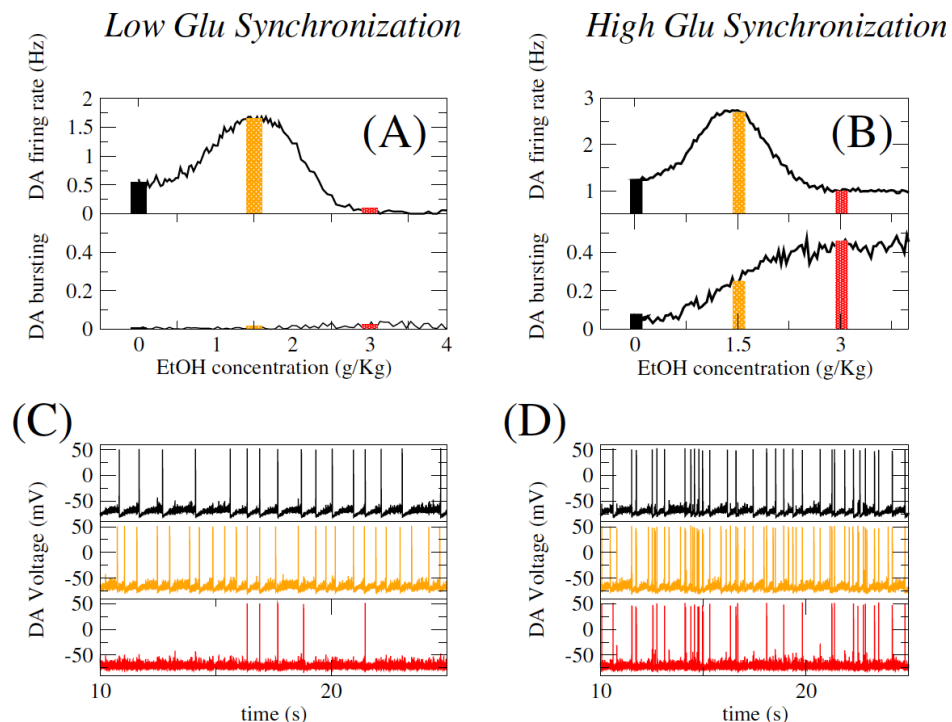 Low Glu Synchronization
High Glu Synchronization
DA firing rate (Hz)
2
1.5
1
0.5
0
(A)
DA bursting
0.4
0.2
0
0
1
2
3
4
EtOH concentration (g/Kg)
DA firing rate (Hz)
3
2
1
(B)
DA bursting
0.4
0.2
0
0
1.5
3
EtOH concentration (g/Kg)
(C)
DA Voltage (mV)
50
0
-50
50
0
-50
50
0
-50
10
20
time (s)
(D)
DA Voltage (mV)
50
0
-50
50
0
-50
50
0
-50
10
20
time (s)